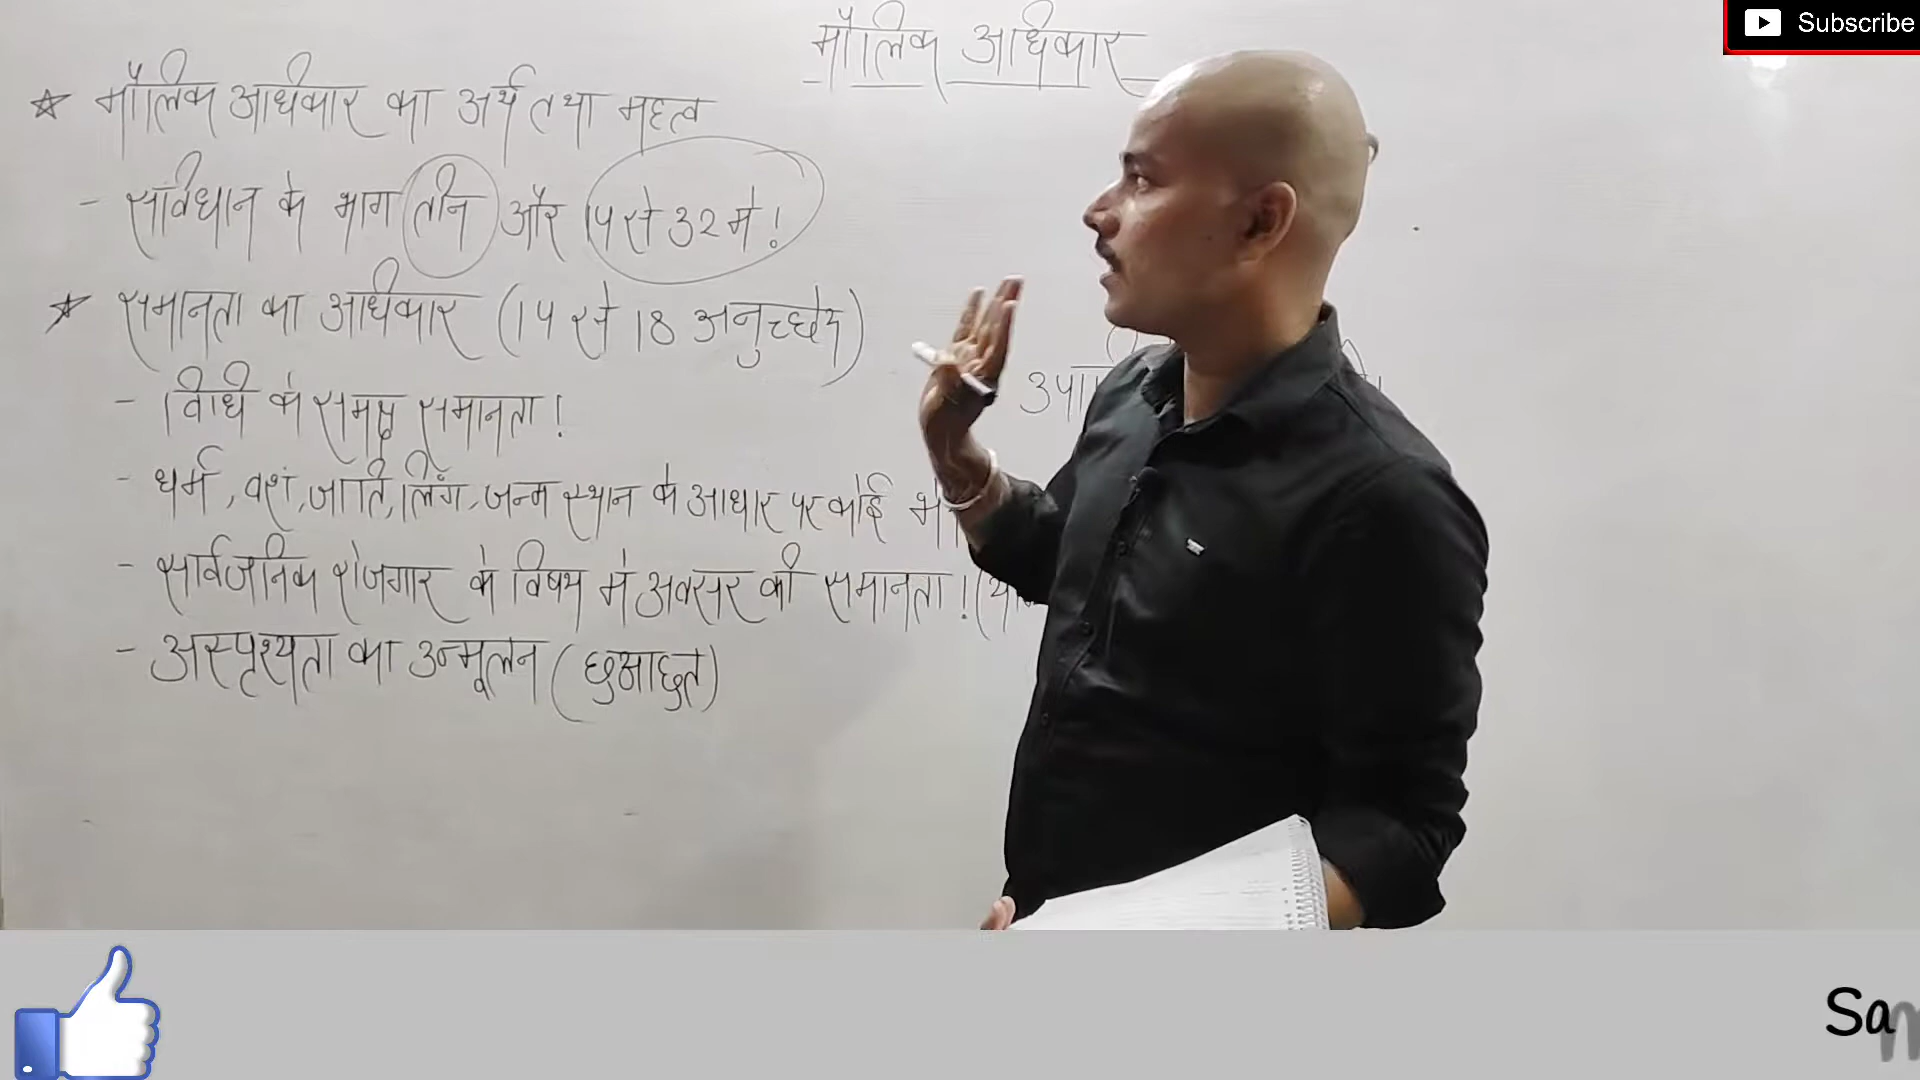 मौलिक अधिकार
★ मौलिक अधिकार का अर्थ तथा महत्व
- संविधान के भाग तीन और 14 से 32 में!
★ समानता का अधिकार (14 से 18 अनुच्छेद)
- विधि के समक्ष समानता!
- धर्म, वंश, जाति, लिंग, जन्म स्थान के आधार पर कोई
- सार्वजनिक रोजगार के विषय में अवसर की समानता!
- अस्पृश्यता का उन्मूलन (छुआछुत)
Subscribe
Sa